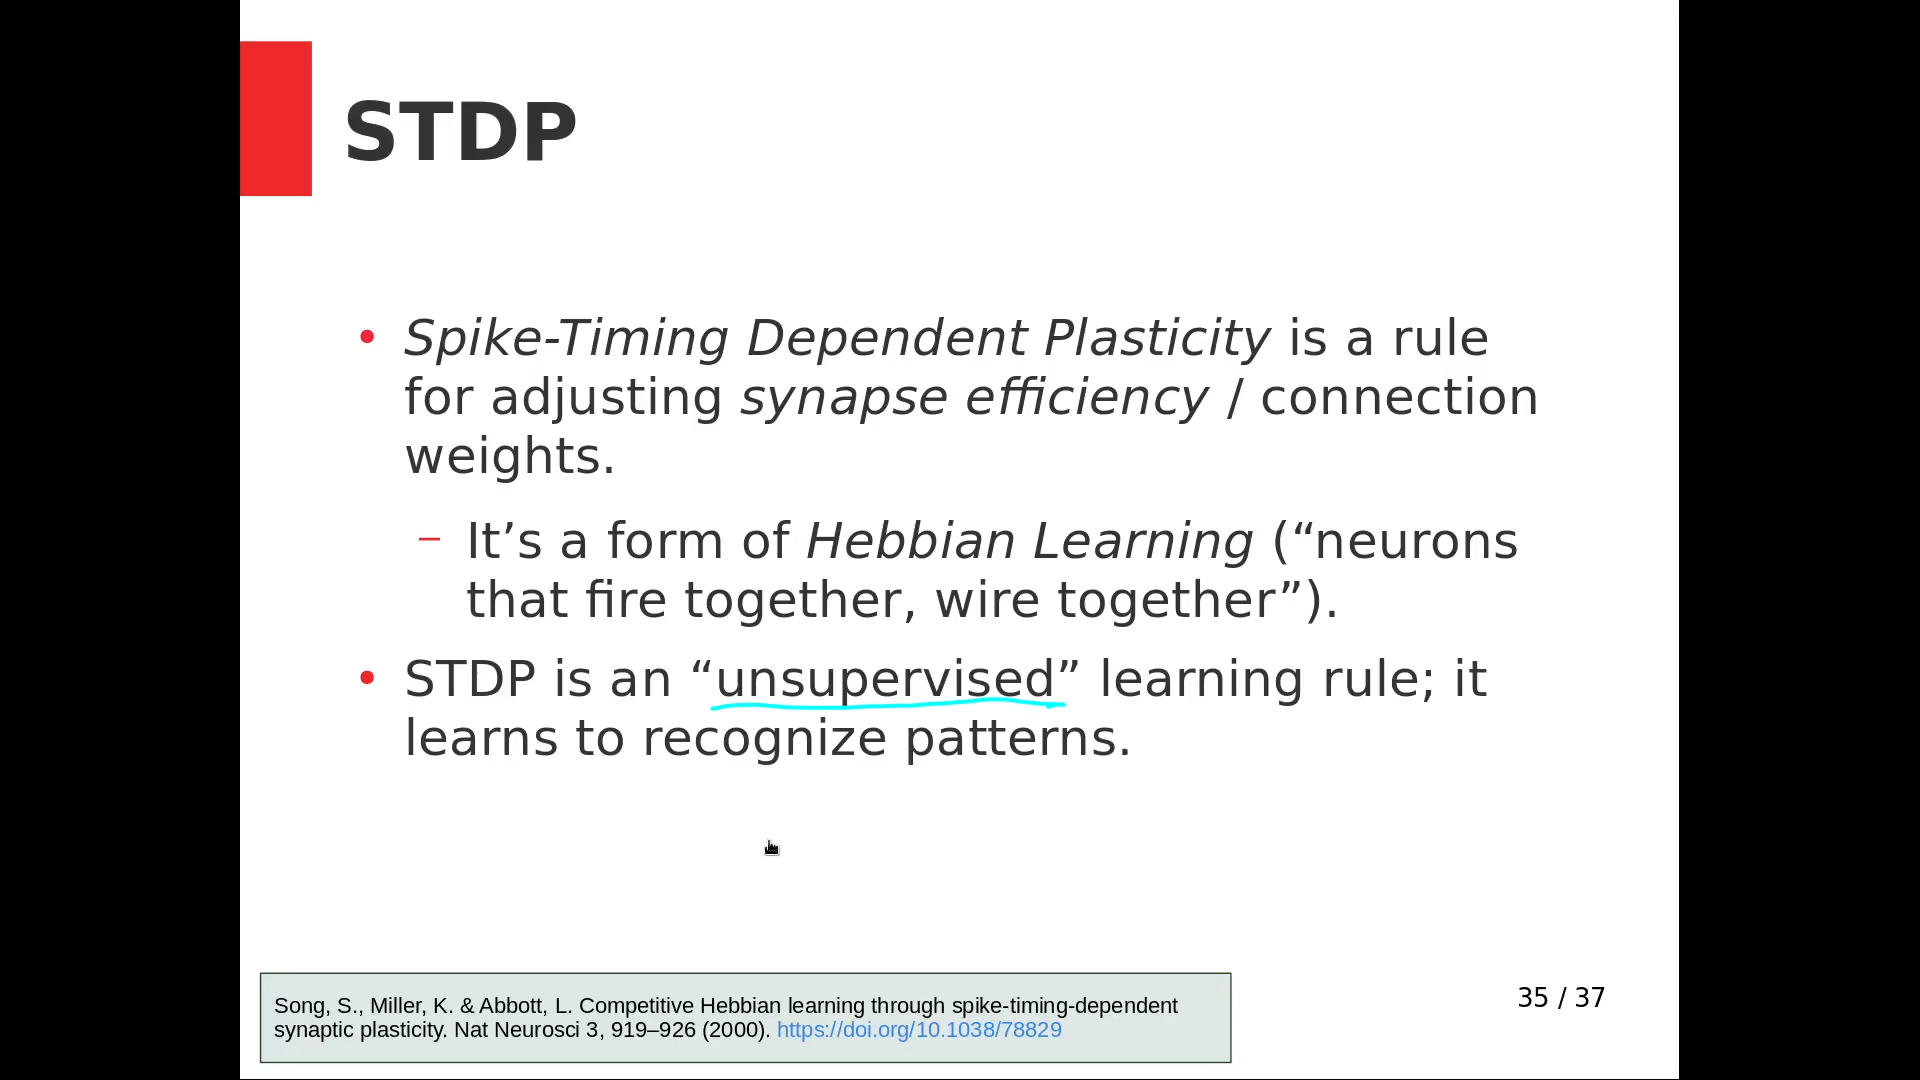 STDP
• Spike-Timing Dependent Plasticity is a rule
for adjusting synapse efficiency / connection
weights.
– It’s a form of Hebbian Learning (“neurons
that fire together, wire together”).
• STDP is an “unsupervised” learning rule; it
learns to recognize patterns.
Song, S., Miller, K. & Abbott, L. Competitive Hebbian learning through spike-timing-dependent
synaptic plasticity. Nat Neurosci 3, 919–926 (2000). https://doi.org/10.1038/78829
35 / 37